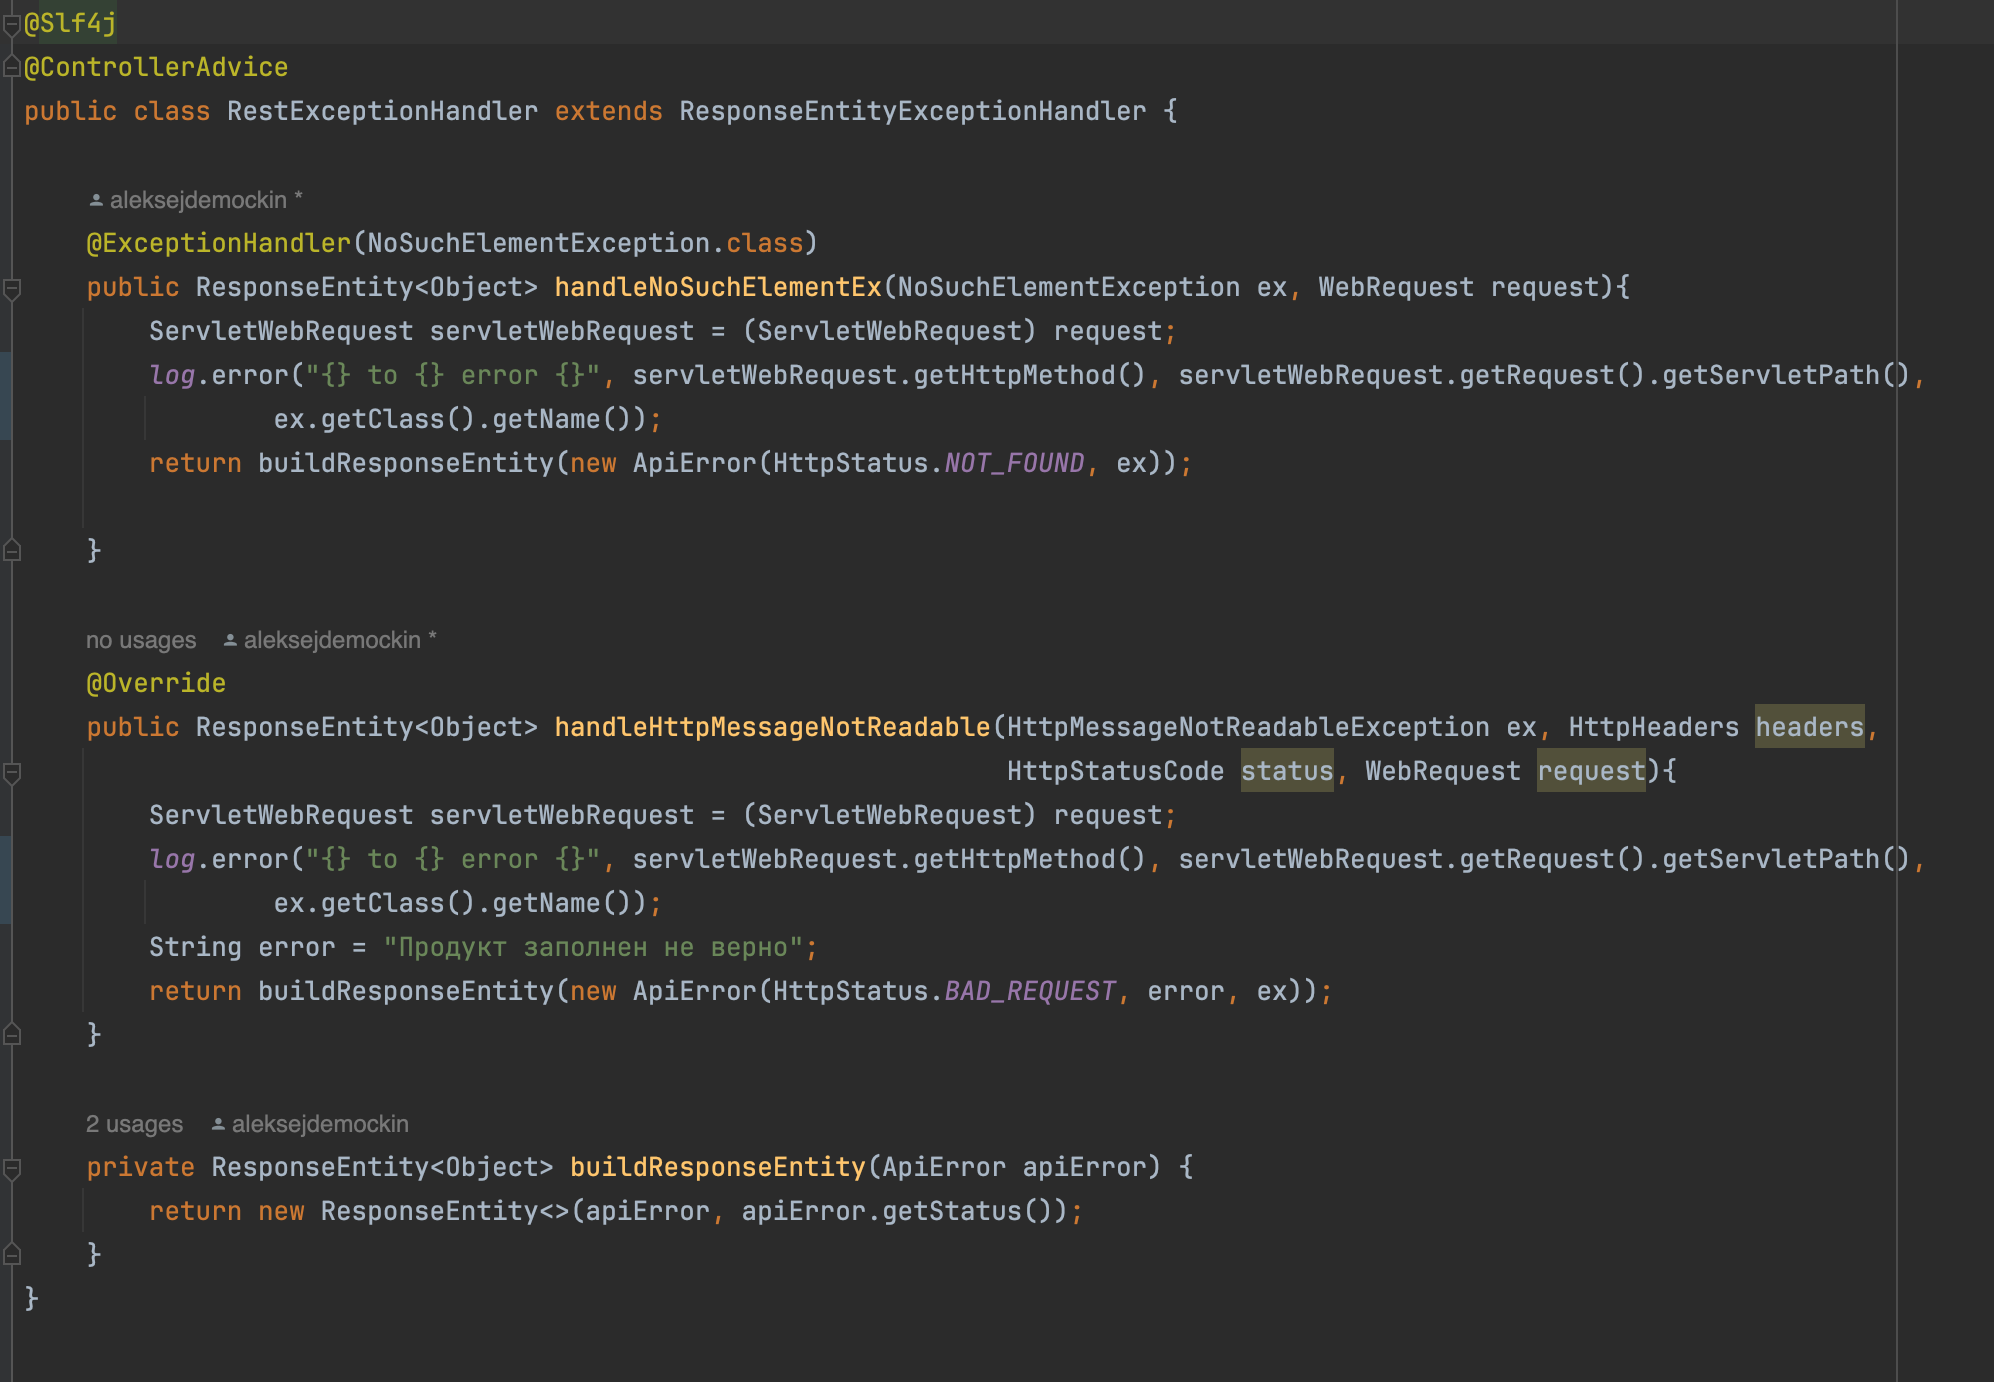 @Slf4j
@ControllerAdvice
public class RestExceptionHandler extends ResponseEntityExceptionHandler {
aleksejdemockin *
@ExceptionHandler(NoSuchElementException.class)
public ResponseEntity<Object> handleNoSuchElementEx(NoSuchElementException ex, WebRequest request){
ServletWebRequest servletWebRequest = (ServletWebRequest) request;
log.error("{} to {} error {}", servletWebRequest.getHttpMethod(), servletWebRequest.getRequest().getServletPath(),
ex.getClass().getName());
return buildResponseEntity(new ApiError(HttpStatus.NOT_FOUND, ex));
}
no usages aleksejdemockin *
@Override
public ResponseEntity<Object> handleHttpMessageNotReadable(HttpMessageNotReadableException ex, HttpHeaders headers,
HttpStatusCode status, WebRequest request){
ServletWebRequest servletWebRequest = (ServletWebRequest) request;
log.error("{} to {} error {}", servletWebRequest.getHttpMethod(), servletWebRequest.getRequest().getServletPath(),
ex.getClass().getName());
String error = "Продукт заполнен не верно";
return buildResponseEntity(new ApiError(HttpStatus.BAD_REQUEST, error, ex));
}
2 usages aleksejdemockin
private ResponseEntity<Object> buildResponseEntity(ApiError apiError) {
return new ResponseEntity<>(apiError, apiError.getStatus());
}
}